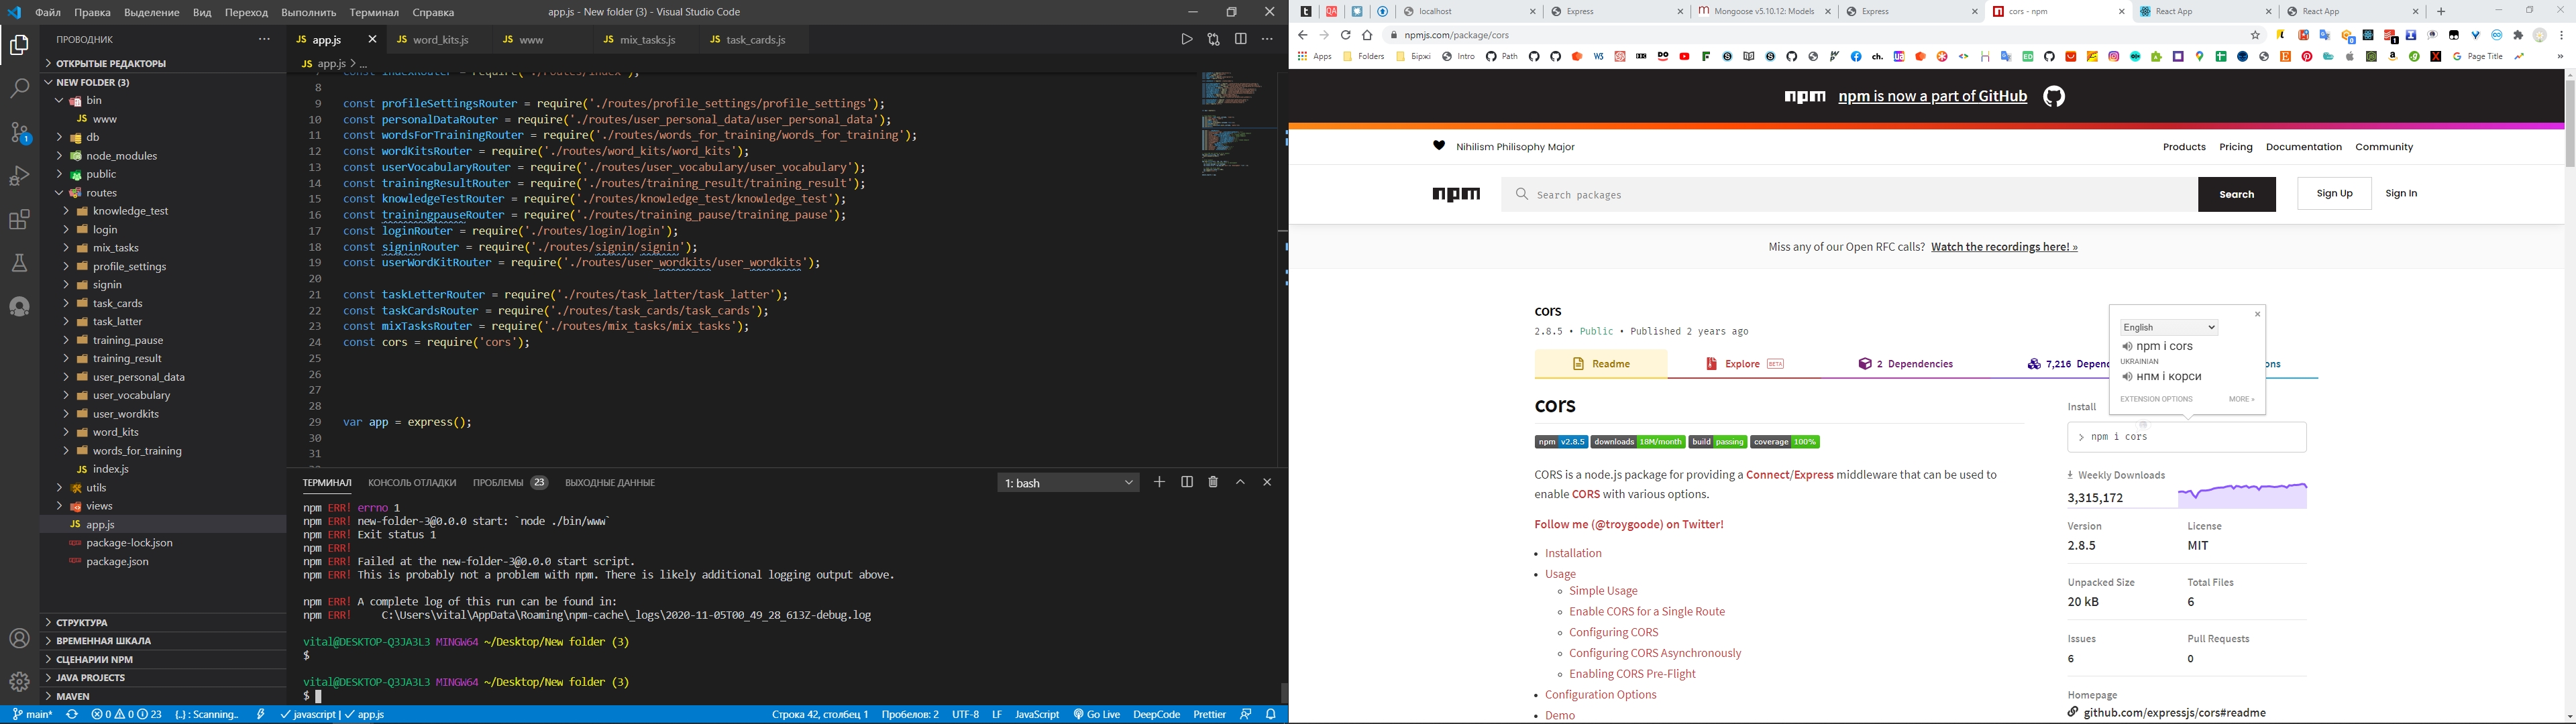 Файл Правка Выделение Вид Переход Выполнить Терминал Справка
app.js - New folder (3) - Visual Studio Code
ПРОВОДНИК
ОТКРЫТЫЕ РЕДАКТОРЫ
NEW FOLDER (3)
bin
JS www
db
node_modules
public
routes
knowledge_test
login
mix_tasks
profile_settings
signin
task_cards
task_latter
training_pause
training_result
user_personal_data
user_vocabulary
user_wordkits
word_kits
words_for_training
JS index.js
utils
views
JS app.js
package-lock.json
package.json
СТРУКТУРА
ВРЕМЕННАЯ ШКАЛА
СЦЕНАРИИ NPM
JAVA PROJECTS
MAVEN
JS app.js JS word_kits.js JS www JS mix_tasks.js JS task_cards.js
JS app.js > ...
8
9 const profileSettingsRouter = require('./routes/profile_settings/profile_settings');
10 const personalDataRouter = require('./routes/user_personal_data/user_personal_data');
11 const wordsForTrainingRouter = require('./routes/words_for_training/words_for_training');
12 const wordKitsRouter = require('./routes/word_kits/word_kits');
13 const userVocabularyRouter = require('./routes/user_vocabulary/user_vocabulary');
14 const trainingResultRouter = require('./routes/training_result/training_result');
15 const knowledgeTestRouter = require('./routes/knowledge_test/knowledge_test');
16 const trainingpauseRouter = require('./routes/training_pause/training_pause');
17 const loginRouter = require('./routes/login/login');
18 const signinRouter = require('./routes/signin/signin');
19 const userWordKitRouter = require('./routes/user_wordkits/user_wordkits');
20
21 const taskLetterRouter = require('./routes/task_latter/task_latter');
22 const taskCardsRouter = require('./routes/task_cards/task_cards');
23 const mixTasksRouter = require('./routes/mix_tasks/mix_tasks');
24 const cors = require('cors');
25
26
27
28
29 var app = express();
30
31
ТЕРМИНАЛ КОНСОЛЬ ОТЛАДКИ ПРОБЛЕМЫ 23 ВЫХОДНЫЕ ДАННЫЕ
1: bash
npm ERR! errno 1
npm ERR! new-folder-3@0.0.0 start: `node ./bin/www`
npm ERR! Exit status 1
npm ERR!
npm ERR! Failed at the new-folder-3@0.0.0 start script.
npm ERR! This is probably not a problem with npm. There is likely additional logging output above.
npm ERR! A complete log of this run can be found in:
npm ERR! C:\Users\vital\AppData\Roaming\npm-cache\_logs\2020-11-05T00_49_28_613Z-debug.log
vital@DESKTOP-Q3JA3L3 MINGW64 ~/Desktop/New folder (3)
$
vital@DESKTOP-Q3JA3L3 MINGW64 ~/Desktop/New folder (3)
$
main* 0 0 23 {..} : Scanning.. javascript | app.js
Строка 42, столбец 1 Пробелов: 2 UTF-8 LF JavaScript Go Live DeepCode Prettier
localhost Express Mongoose v5.10.12: Models Express cors - npm React App React App
npmjs.com/package/cors
Apps Folders Біржі Intro Path Page Title
npm npm is now a part of GitHub
Nihilism Philisophy Major
Products Pricing Documentation Community
npm Search packages Search Sign Up Sign In
Miss any of our Open RFC calls? Watch the recordings here! »
cors
2.8.5 • Public • Published 2 years ago
Readme Explore BETA 2 Dependencies 7,216 Depend ons
cors
npm v2.8.5 downloads 18M/month build passing coverage 100%
CORS is a node.js package for providing a Connect/Express middleware that can be used to
enable CORS with various options.
Follow me (@troygoode) on Twitter!
Installation
Usage
Simple Usage
Enable CORS for a Single Route
Configuring CORS
Configuring CORS Asynchronously
Enabling CORS Pre-Flight
Configuration Options
Demo
English
npm i cors
UKRAINIAN
нпм і корси
EXTENSION OPTIONS MORE »
Install
npm i cors
Weekly Downloads
3,315,172
Version License
2.8.5 MIT
Unpacked Size Total Files
20 kB 6
Issues Pull Requests
6 0
Homepage
github.com/expressjs/cors#readme